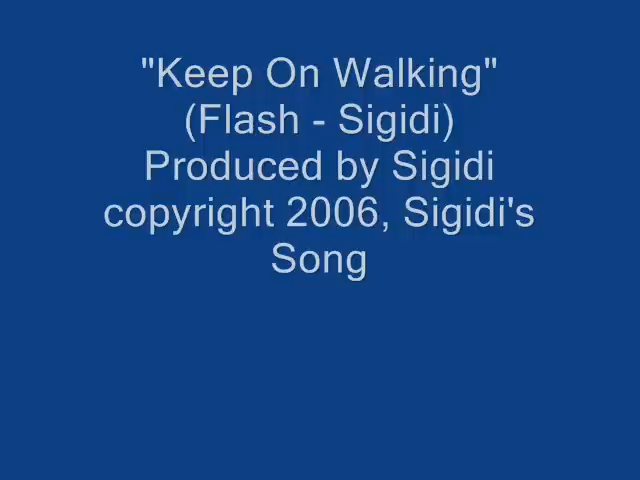 "Keep On Walking"
(Flash - Sigidi)
Produced by Sigidi
copyright 2006, Sigidi's
Song